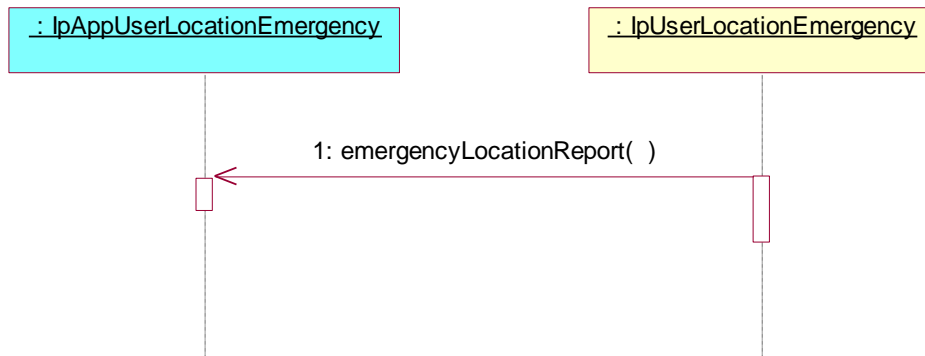 : IpAppUserLocationEmergency
: IpUserLocationEmergency
1: emergencyLocationReport( )